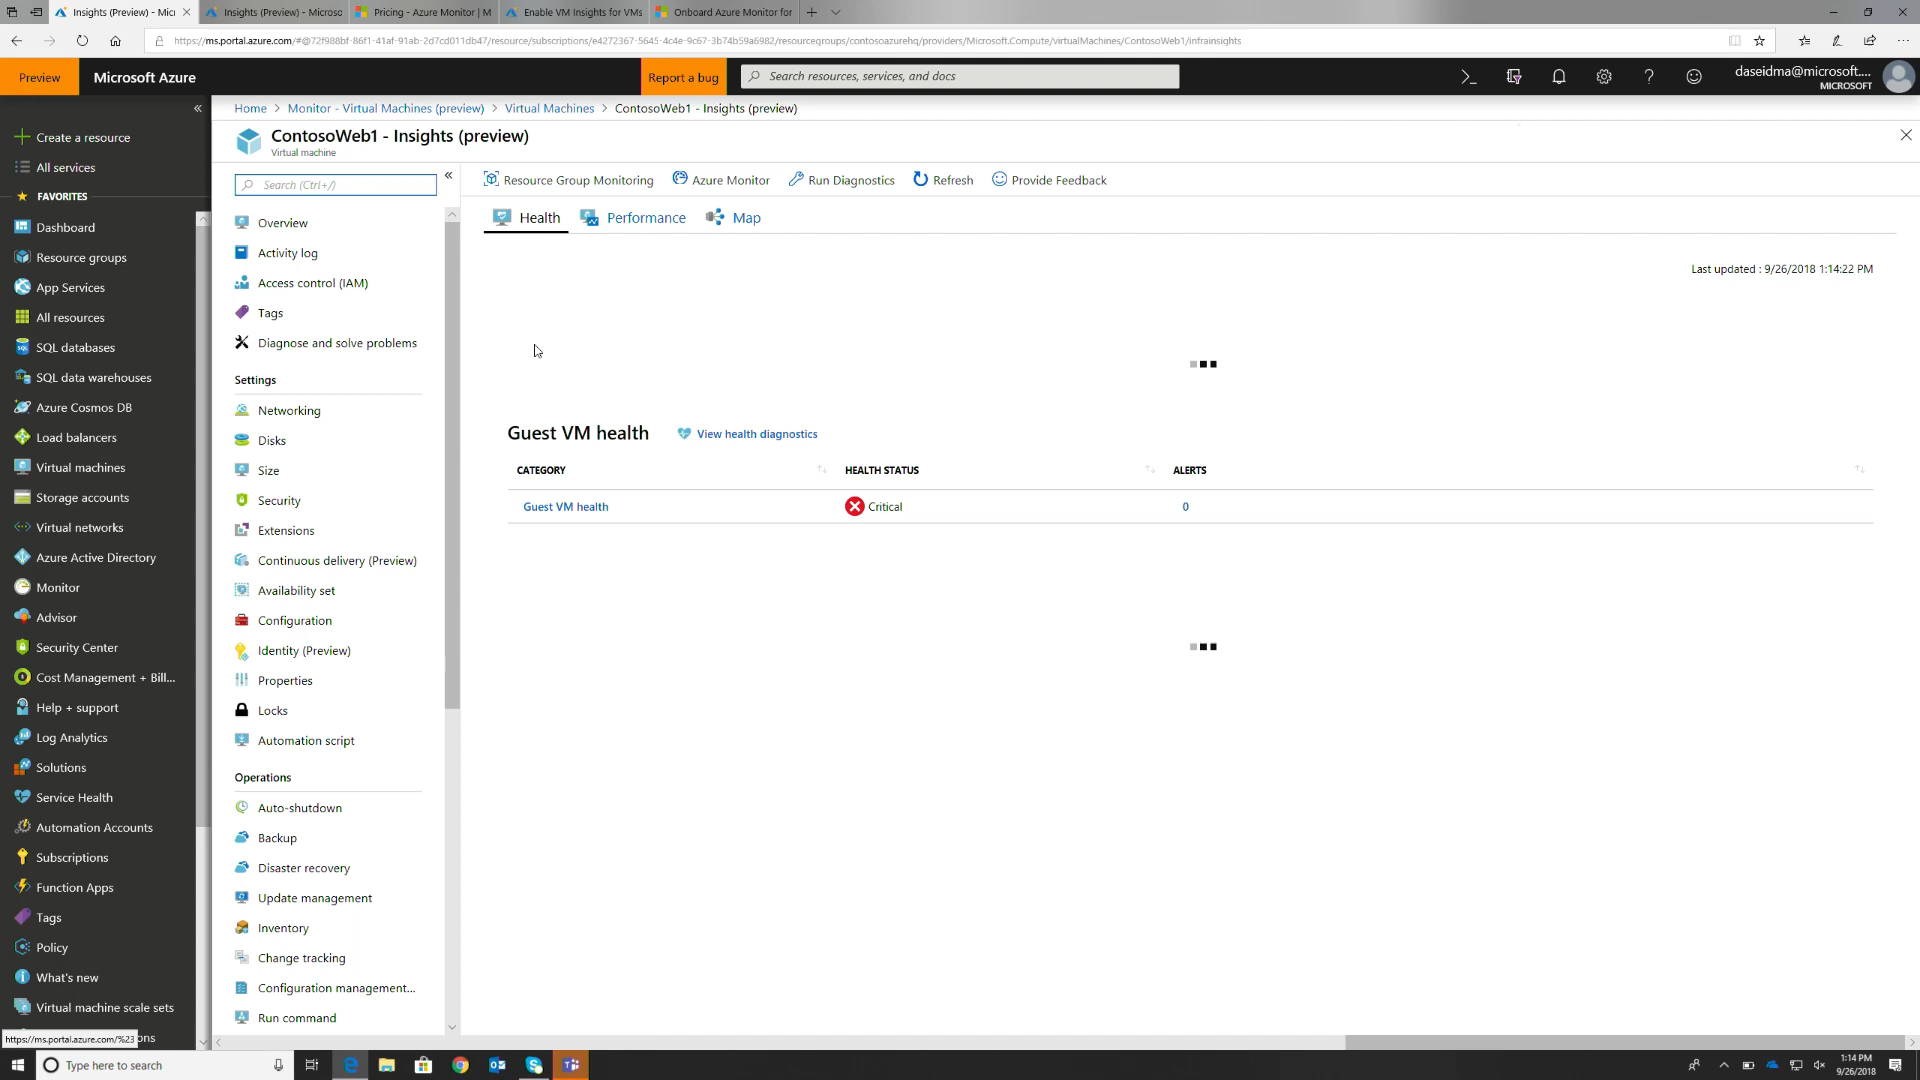 Insights (Preview) - Micr
Insights (Preview) - Microso
Pricing - Azure Monitor | M
Enable VM Insights for VMs
Onboard Azure Monitor for
https://ms.portal.azure.com/#@72f988bf-86f1-41af-91ab-2d7cd011db47/resource/subscriptions/e4272367-5645-4c4e-9c67-3b74b59a6982/resourcegroups/contosoazurehq/providers/Microsoft.Compute/virtualMachines/ContosoWeb1/infrainsights
Preview
Microsoft Azure
Report a bug
Search resources, services, and docs
daseidma@microsoft....
MICROSOFT
Home > Monitor - Virtual Machines (preview) > Virtual Machines > ContosoWeb1 - Insights (preview)
ContosoWeb1 - Insights (preview)
Virtual machine
Create a resource
All services
FAVORITES
Dashboard
Resource groups
App Services
All resources
SQL databases
SQL data warehouses
Azure Cosmos DB
Load balancers
Virtual machines
Storage accounts
Virtual networks
Azure Active Directory
Monitor
Advisor
Security Center
Cost Management + Bill...
Help + support
Log Analytics
Solutions
Service Health
Automation Accounts
Subscriptions
Function Apps
Tags
Policy
What's new
Virtual machine scale sets
https://ms.portal.azure.com/%23
ons
Search (Ctrl+/)
Overview
Activity log
Access control (IAM)
Tags
Diagnose and solve problems
Settings
Networking
Disks
Size
Security
Extensions
Continuous delivery (Preview)
Availability set
Configuration
Identity (Preview)
Properties
Locks
Automation script
Operations
Auto-shutdown
Backup
Disaster recovery
Update management
Inventory
Change tracking
Configuration management...
Run command
Resource Group Monitoring
Azure Monitor
Run Diagnostics
Refresh
Provide Feedback
Health
Performance
Map
Last updated : 9/26/2018 1:14:22 PM
Guest VM health
View health diagnostics
CATEGORY
HEALTH STATUS
ALERTS
Guest VM health
Critical
0
Type here to search
1:14 PM
9/26/2018